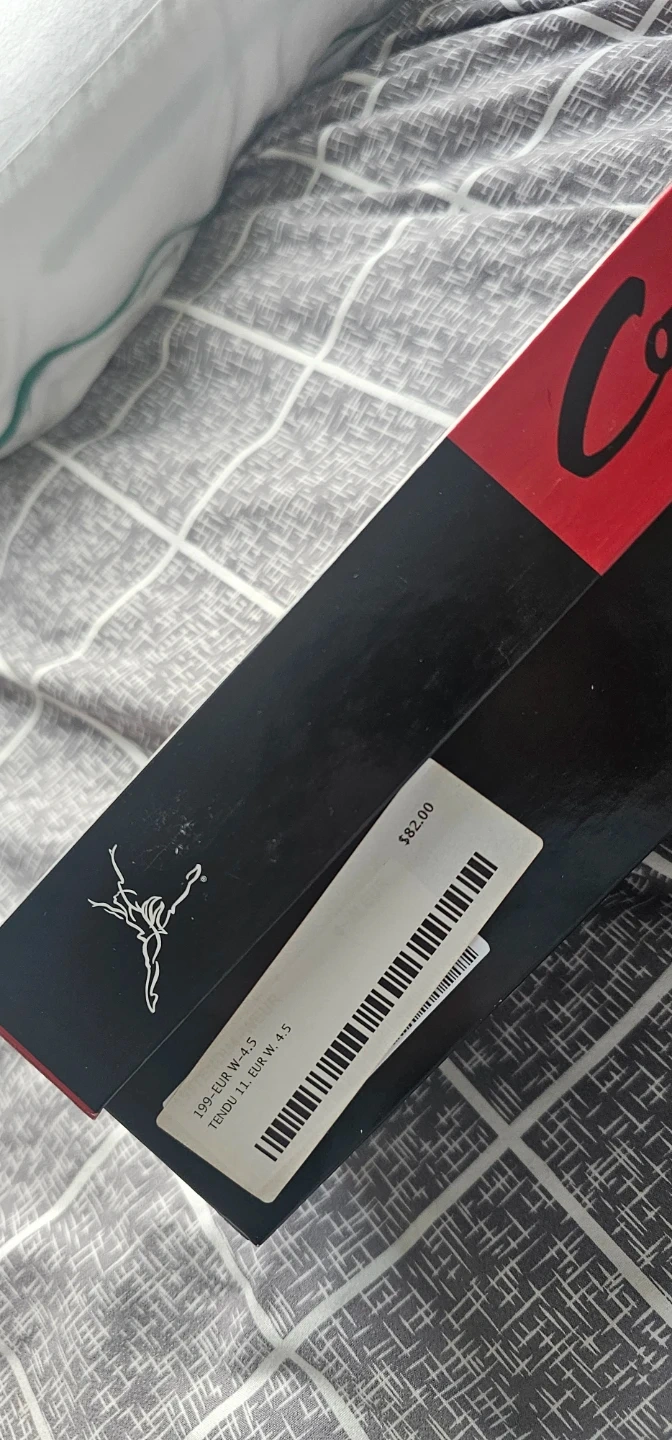 $82.00
199-EUR W-4.5
TENDU 11. EUR W. 4.5